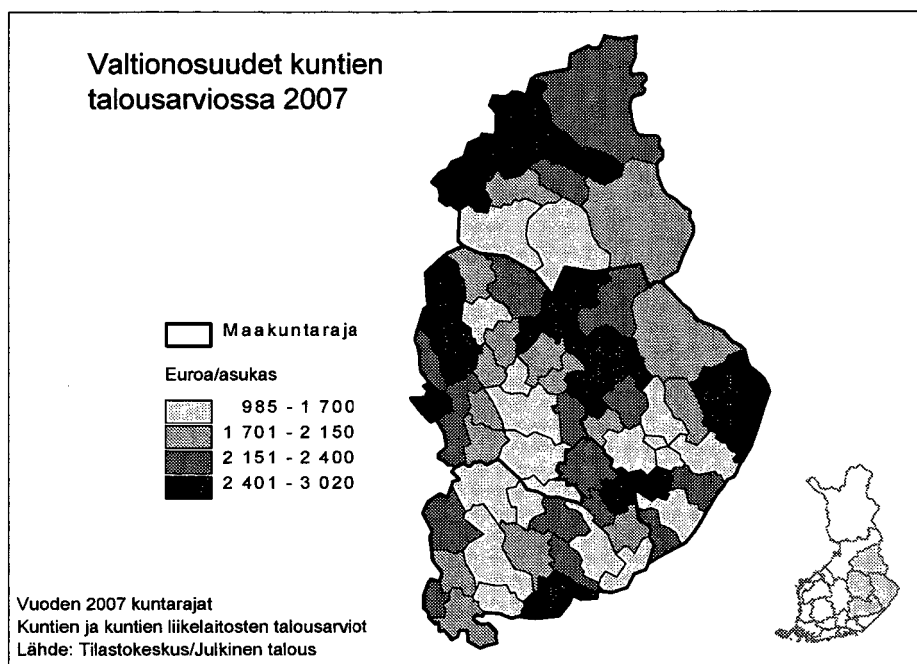 Valtionosuudet kuntien
talousarviossa 2007
Maakuntaraja
Euroa/asukas
985 - 1 700
1 701 - 2 150
2 151 - 2 400
2 401 - 3 020
Vuoden 2007 kuntarajat
Kuntien ja kuntien liikelaitosten talousarviot
Lähde: Tilastokeskus/Julkinen talous